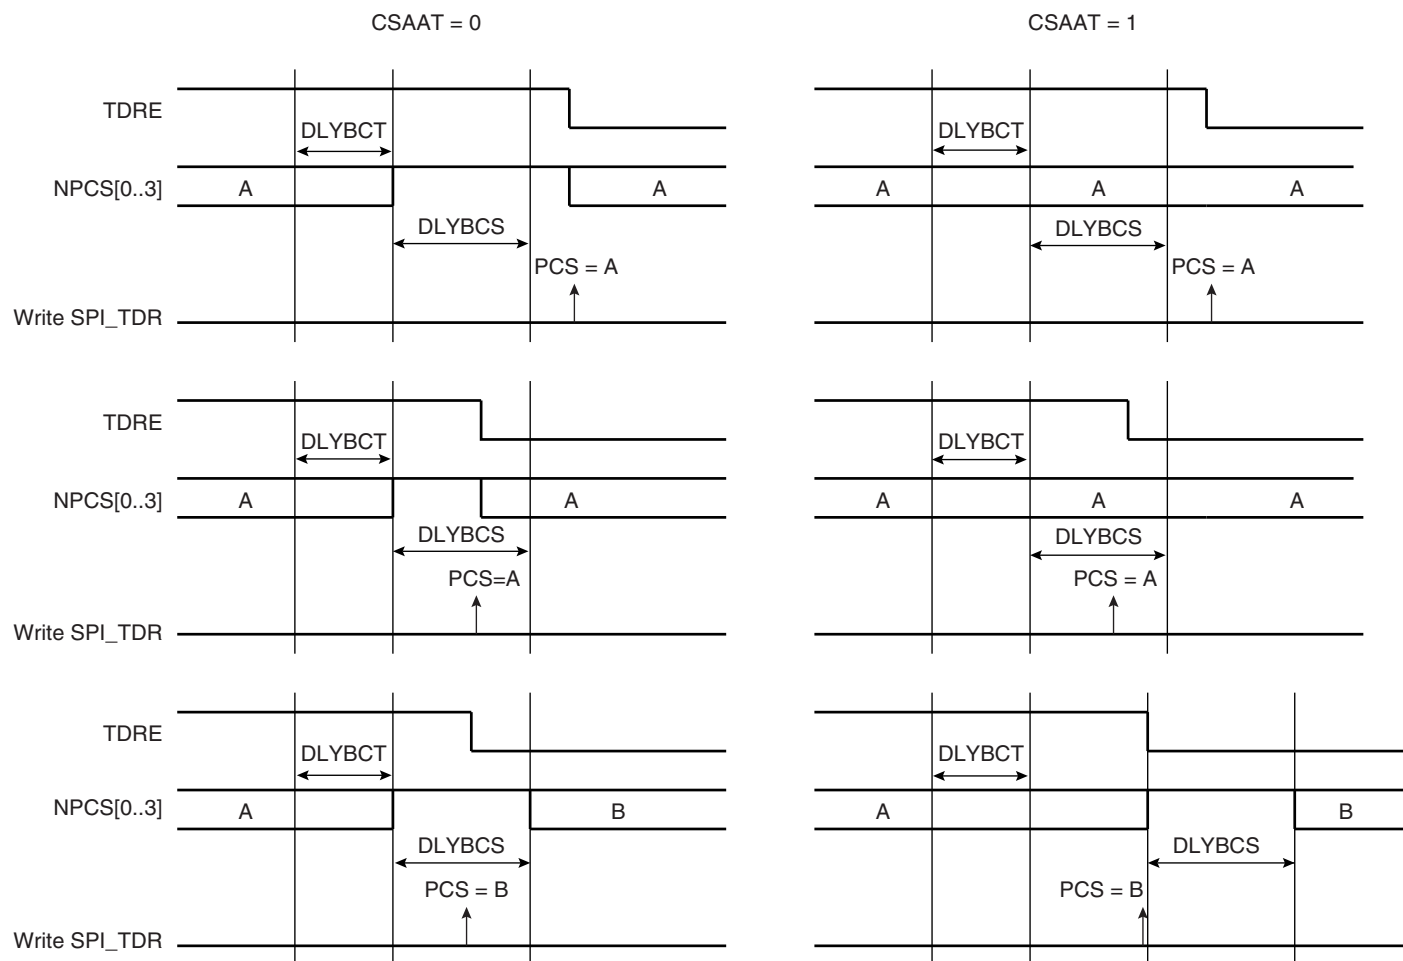 CSAAT = 0 CSAAT = 1
TDRE
DLYBCT DLYBCT
NPCS[0..3] A A A A A
DLYBCS DLYBCS
PCS = A PCS = A
Write SPI_TDR
TDRE
DLYBCT DLYBCT
NPCS[0..3] A A A A A
DLYBCS DLYBCS
PCS=A PCS = A
Write SPI_TDR
TDRE
DLYBCT DLYBCT
NPCS[0..3] A B A B
DLYBCS DLYBCS
PCS = B PCS = B
Write SPI_TDR